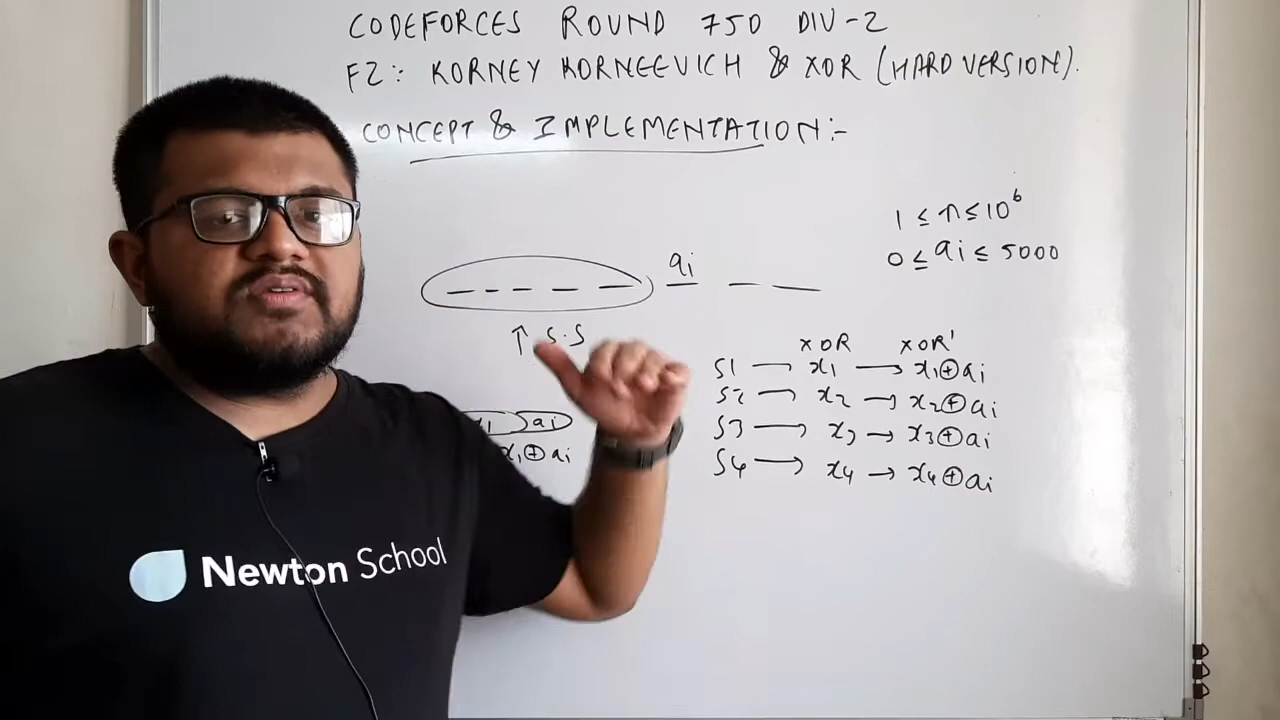 CODEFORCES ROUND 750 DIV-2
F2:- KORNEY KORNEEVICH & XOR (HARD VERSION).
CONCEPT & IMPLEMENTATION:-
1 ≤ n ≤ 10⁶
0 ≤ ai ≤ 5000
ai
↑ S.S
XOR XOR'
S1 → x1 → x1⊕ai
S2 → x2 → x2⊕ai
S3 → x3 → x3⊕ai
S4 → x4 → x4⊕ai
ai
x1⊕ai
Newton School